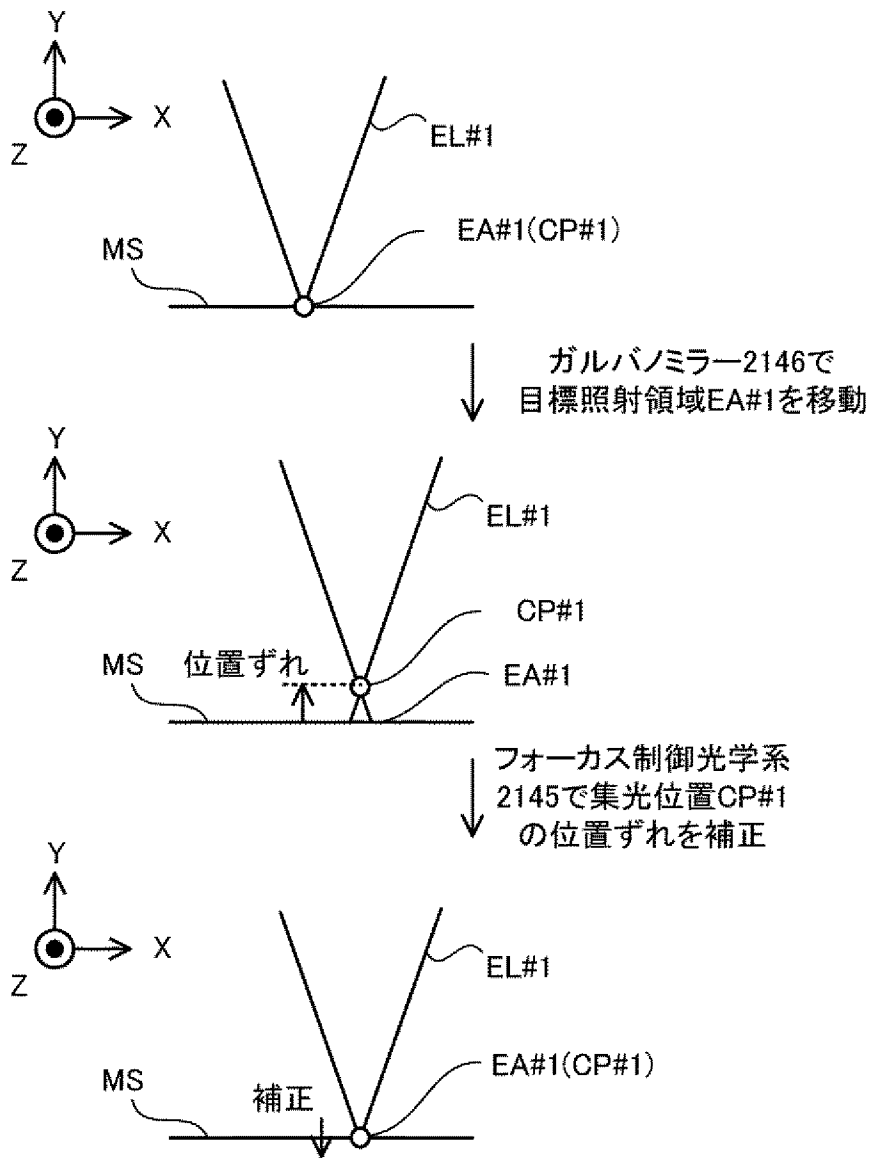 Y
X
Z
EL#1
EA#1(CP#1)
MS
ガルバノミラー2146で
目標照射領域EA#1を移動
Y
X
Z
EL#1
CP#1
MS
位置ずれ
EA#1
フォーカス制御光学系
2145で集光位置CP#1
の位置ずれを補正
Y
X
Z
EL#1
EA#1(CP#1)
MS
補正